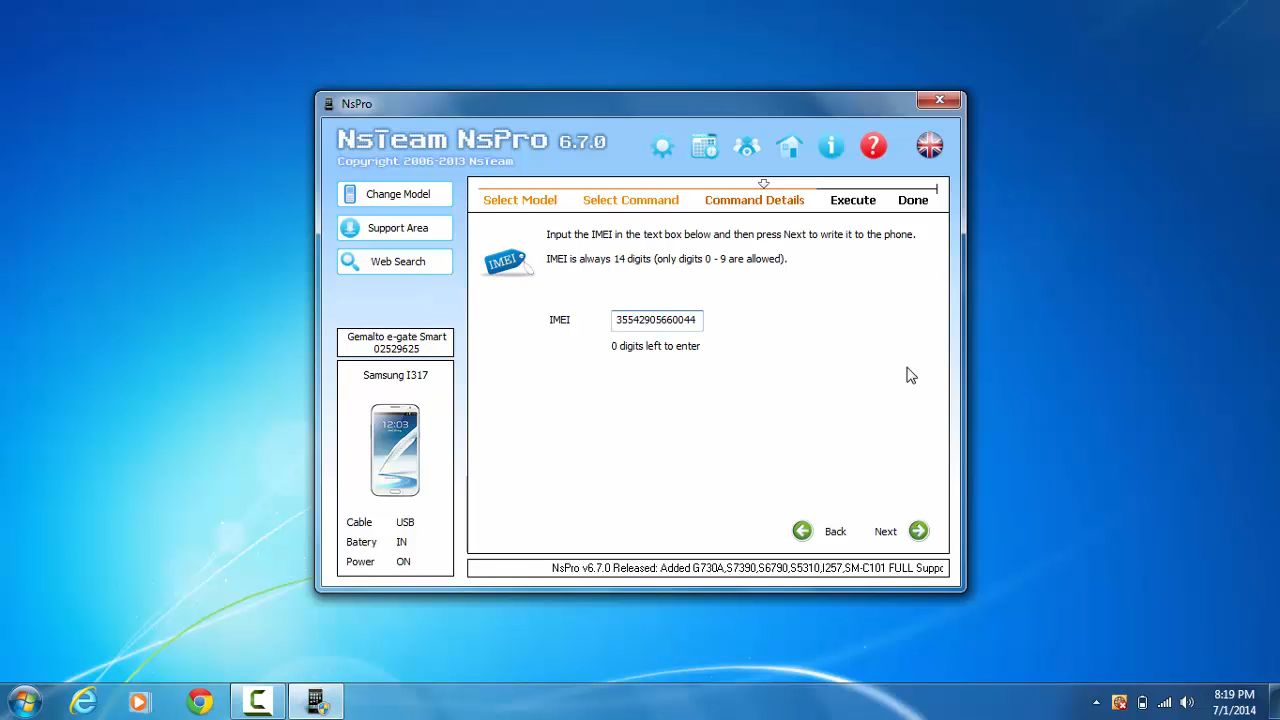 NsPro
NsTeam NsPro 6.7.0
Copyright 2006-2013 NsTeam
Change Model
Support Area
Web Search
Gemalto e-gate Smart
02529625
Samsung I317
12:03
Cable USB
Batery IN
Power ON
Select Model Select Command Command Details Execute Done
Input the IMEI in the text box below and then press Next to write it to the phone.
IMEI is always 14 digits (only digits 0 - 9 are allowed).
IMEI
IMEI 35542905660044
0 digits left to enter
Back Next
NsPro v6.7.0 Released: Added G730A,S7390,S6790,S5310,I257,SM-C101 FULL Suppo
8:19 PM
7/1/2014